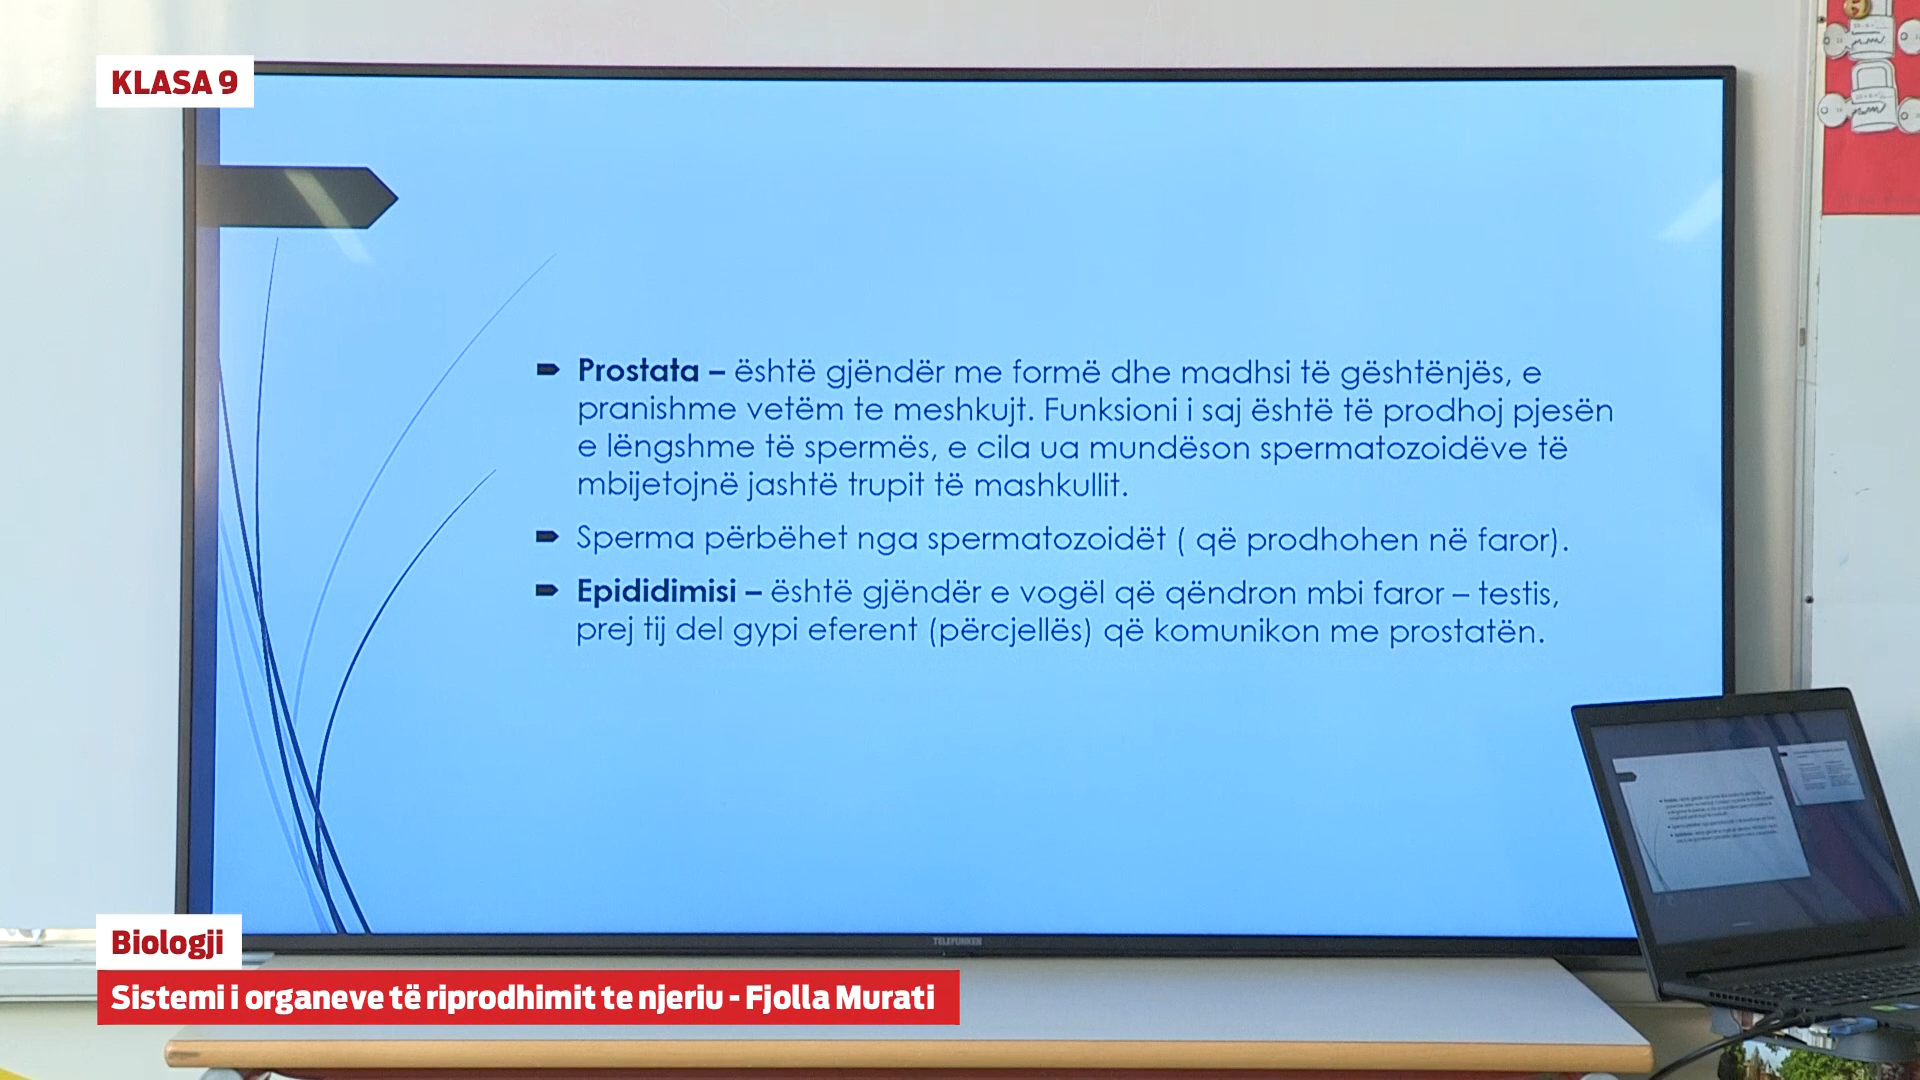 KLASA 9
Prostata – është gjëndër me formë dhe madhsi të gështënjës, e
pranishme vetëm te meshkujt. Funksioni i saj është të prodhoj pjesën
e lëngshme të spermës, e cila ua mundëson spermatozoidëve të
mbijetojnë jashtë trupit të mashkullit.
Sperma përbëhet nga spermatozoidët ( që prodhohen në faror).
Epididimisi – është gjëndër e vogël që qëndron mbi faror – testis,
prej tij del gypi eferent (përcjellës) që komunikon me prostatën.
TELEFUNKEN
Biologji
Sistemi i organeve të riprodhimit te njeriu - Fjolla Murati